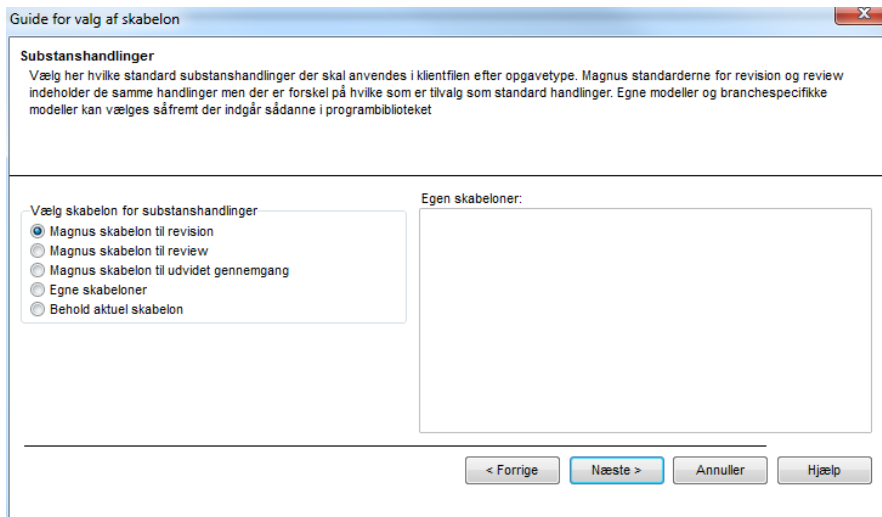 Guide for valg af skabelon
Substanshandlinger
Vælg her hvilke standard substanshandlinger der skal anvendes i klientfilen efter opgavetype. Magnus standarderne for revision og review
indeholder de samme handlinger men der er forskel på hvilke som er tilvalg som standard handlinger. Egne modeller og branchespecifikke
modeller kan vælges såfremt der indgår sådanne i programbiblioteket
Vælg skabelon for substanshandlinger
Magnus skabelon til revision
Magnus skabelon til review
Magnus skabelon til udvidet gennemgang
Egne skabeloner
Behold aktuel skabelon
Egen skabeloner:
< Forrige
Næste >
Annuller
Hjælp